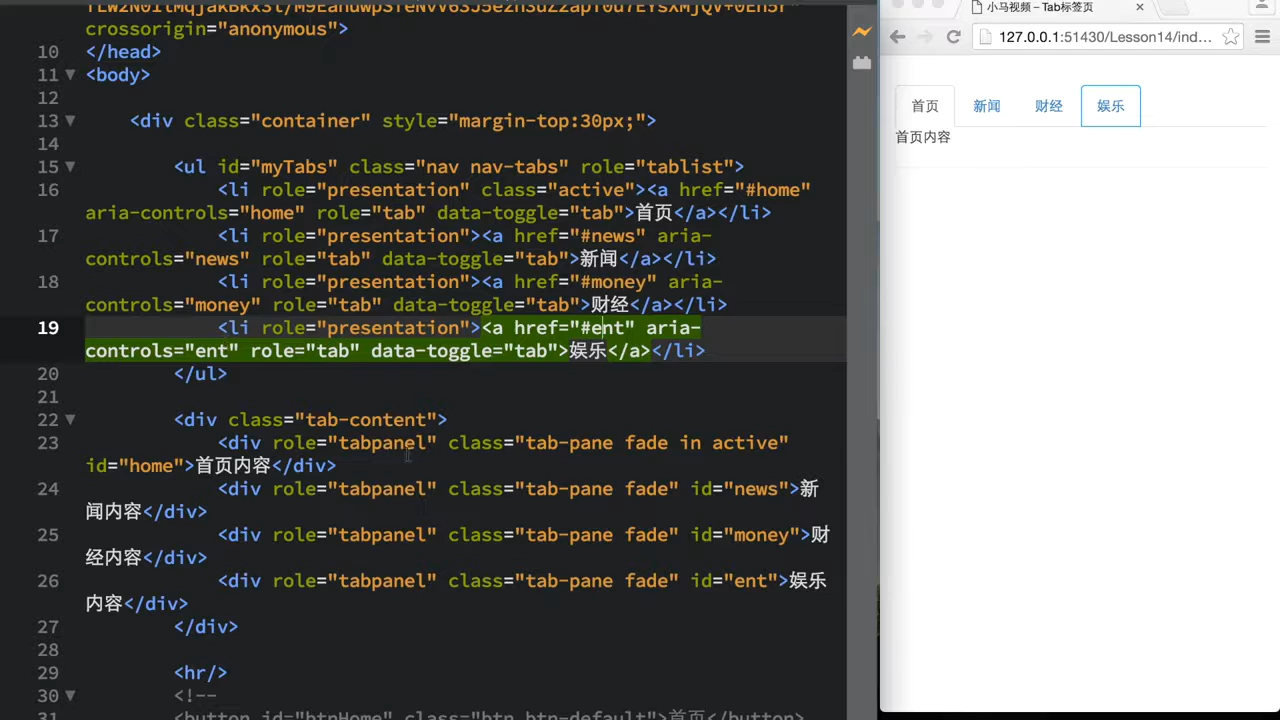 crossorigin="anonymous">
10 </head>
11 <body>
12
13 <div class="container" style="margin-top:30px;">
14
15 <ul id="myTabs" class="nav nav-tabs" role="tablist">
16 <li role="presentation" class="active"><a href="#home"
aria-controls="home" role="tab" data-toggle="tab">首页</a></li>
17 <li role="presentation"><a href="#news" aria-
controls="news" role="tab" data-toggle="tab">新闻</a></li>
18 <li role="presentation"><a href="#money" aria-
controls="money" role="tab" data-toggle="tab">财经</a></li>
19 <li role="presentation"><a href="#ent" aria-
controls="ent" role="tab" data-toggle="tab">娱乐</a></li>
20 </ul>
21
22 <div class="tab-content">
23 <div role="tabpanel" class="tab-pane fade in active"
id="home">首页内容</div>
24 <div role="tabpanel" class="tab-pane fade" id="news">新
闻内容</div>
25 <div role="tabpanel" class="tab-pane fade" id="money">财
经内容</div>
26 <div role="tabpanel" class="tab-pane fade" id="ent">娱乐
内容</div>
27 </div>
28
29 <hr/>
30 <!--
31 <button id="btnHome" class="btn btn-default">首页</button>
小马视频 – Tab标签页
127.0.0.1:51430/Lesson14/ind...
首页 新闻 财经 娱乐
首页内容